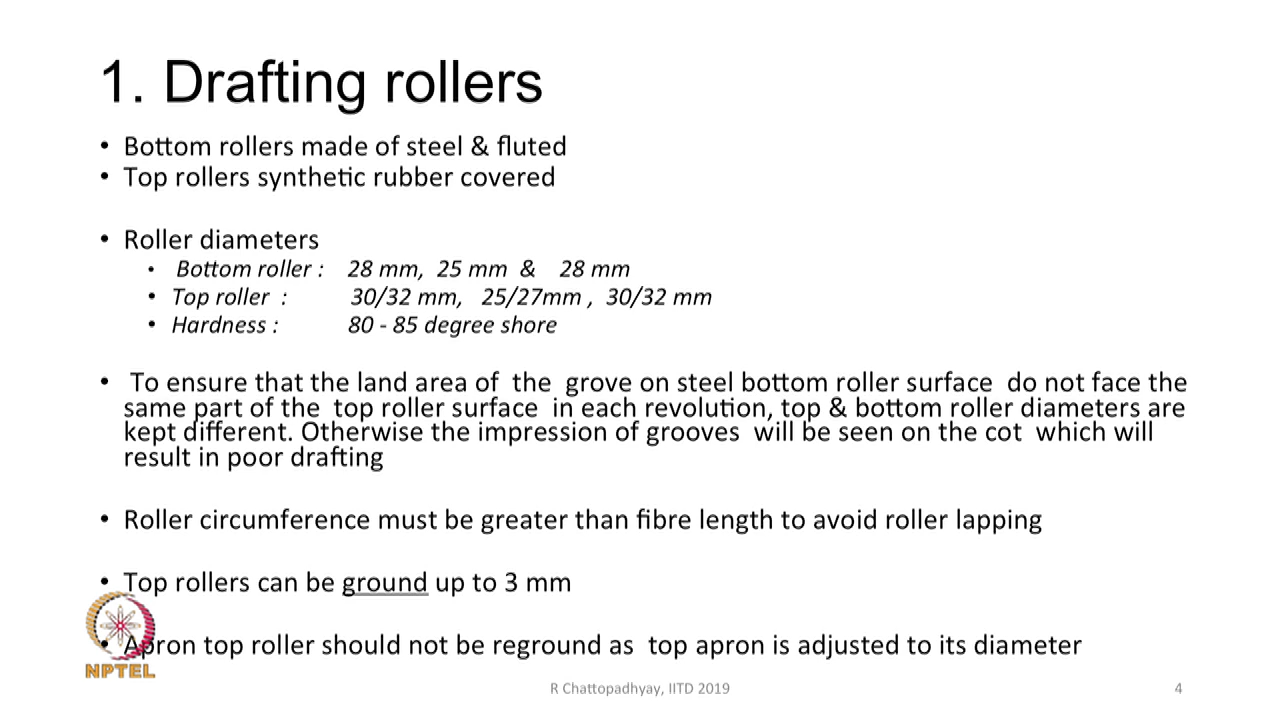 1. Drafting rollers
• Bottom rollers made of steel & fluted
• Top rollers synthetic rubber covered
• Roller diameters
• Bottom roller : 28 mm, 25 mm & 28 mm
• Top roller : 30/32 mm, 25/27mm , 30/32 mm
• Hardness : 80 - 85 degree shore
• To ensure that the land area of the grove on steel bottom roller surface do not face the
same part of the top roller surface in each revolution, top & bottom roller diameters are
kept different. Otherwise the impression of grooves will be seen on the cot which will
result in poor drafting
• Roller circumference must be greater than fibre length to avoid roller lapping
• Top rollers can be ground up to 3 mm
• Apron top roller should not be reground as top apron is adjusted to its diameter
NPTEL
R Chattopadhyay, IITD 2019
4